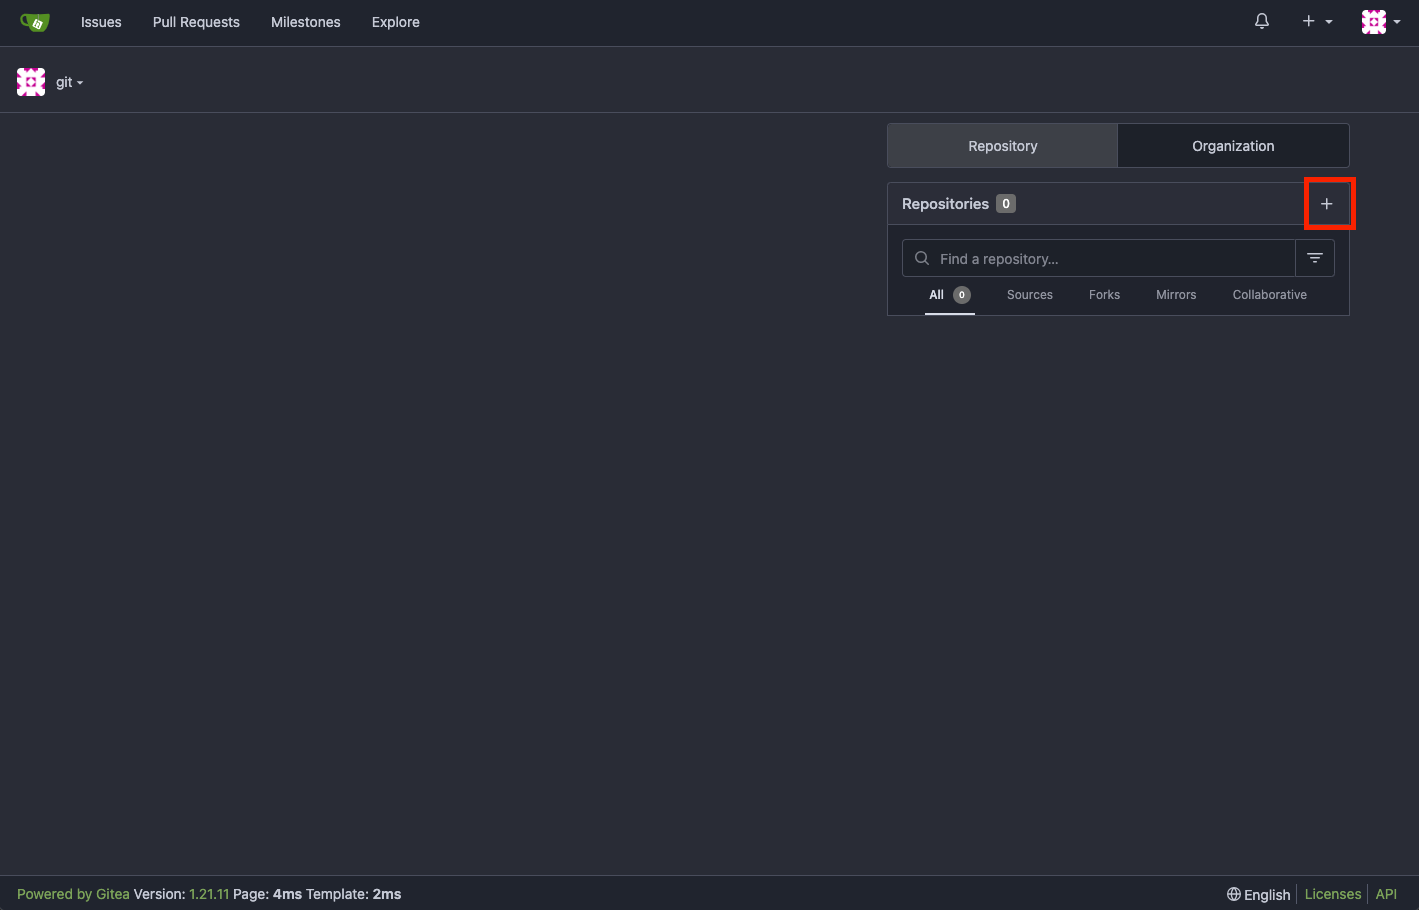 Issues Pull Requests Milestones Explore
git
Repository Organization
Repositories 0
Find a repository...
All 0 Sources Forks Mirrors Collaborative
Powered by Gitea Version: 1.21.11 Page: 4ms Template: 2ms English Licenses API